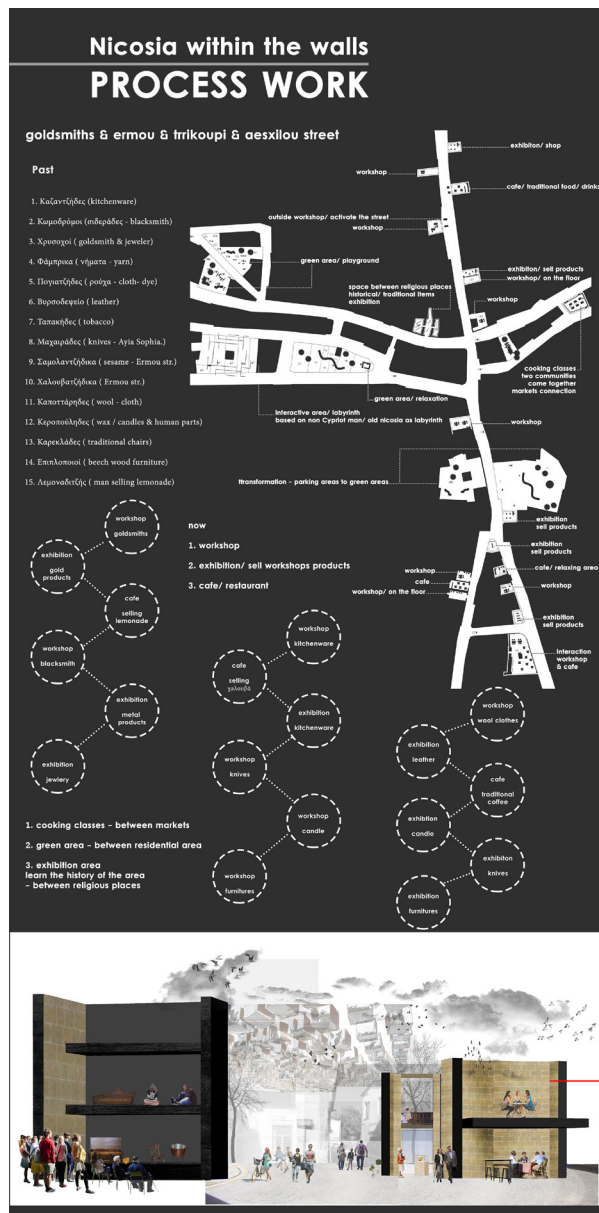 Nicosia within the walls
PROCESS WORK
goldsmiths & ermou & trrikoupi & aesxilou street
Past
1. Καζαντζήδες (kitchenware)
2. Κωμοδρόμοι (σιδεράδες - blacksmith)
3. Χρυσοχοί ( goldsmith & jeweler)
4. Φάμπρικα ( νήματα - yarn)
5. Πογιατζήδες ( ρούχα - cloth- dye)
6. Βυρσοδεψείο ( leather)
7. Ταπακήδες ( tobacco)
8. Μαχαιράδες ( knives - Ayia Sophia.)
9. Σαμολαντζήδικα ( sesame - Ermou str.)
10. Χαλουβατζήδικα ( Ermou str.)
11. Καποττάρηδες ( wool - cloth)
12. Κεροπούληδες ( wax / candles & human parts)
13. Καρεκλάδες ( traditional chairs)
14. Επιπλοποιοί ( beech wood furniture)
15. Λεμοναδιτζής ( man selling lemonade)
exhibiton/ shop
workshop
cafe/ traditional food/ drinks
outside workshop/ activate the street
workshop
green area/ playground
exhibiton/ sell products
workshop/ on the floor
space between religious places
historical/ traditional items
exhibition
workshop
cooking classes
two communities
come together
markets connection
green area/ relaxation
interactive area/ labyrinth
based on non Cypriot man/ old nicosia as labyrinth
workshop
ttransformation - parking areas to green areas
exhibition
sell products
exhibition
sell products
workshop
cafe
workshop/ on the floor
cafe/ relaxing area
workshop
exhibition
sell products
interaction
workshop
& cafe
now
1. workshop
2. exhibition/ sell workshops products
3. cafe/ restaurant
workshop
goldsmiths
exhibition
gold
products
cafe
selling
lemonade
workshop
blacksmith
exhibition
metal
products
exhibition
jewlery
workshop
kitchenware
cafe
selling
χαλουβά
exhibition
kitchenware
workshop
knives
workshop
candle
workshop
furnitures
workshop
wool clothes
exhibition
leather
cafe
traditional
coffee
exhibtion
candle
exhibiton
knives
exhibition
furnitures
1. cooking classes - between markets
2. green area - between residential area
3. exhibition area
learn the history of the area
- between religious places